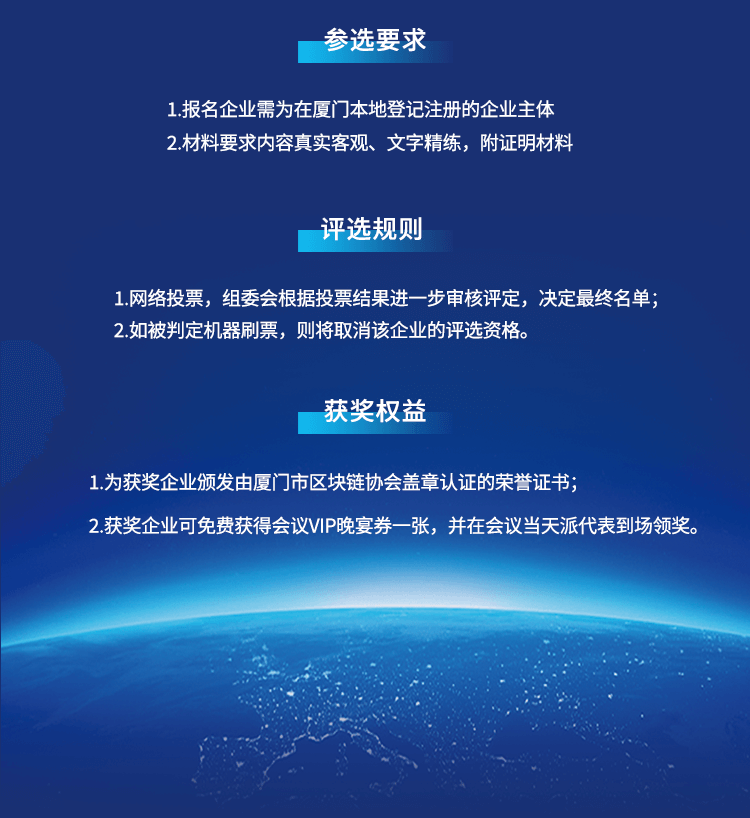 参选要求
1.报名企业需为在厦门本地登记注册的企业主体
2.材料要求内容真实客观、文字精练，附证明材料
评选规则
1.网络投票，组委会根据投票结果进一步审核评定，决定最终名单；
2.如被判定机器刷票，则将取消该企业的评选资格。
获奖权益
1.为获奖企业颁发由厦门市区块链协会盖章认证的荣誉证书；
2.获奖企业可免费获得会议VIP晚宴券一张，并在会议当天派代表到场领奖。